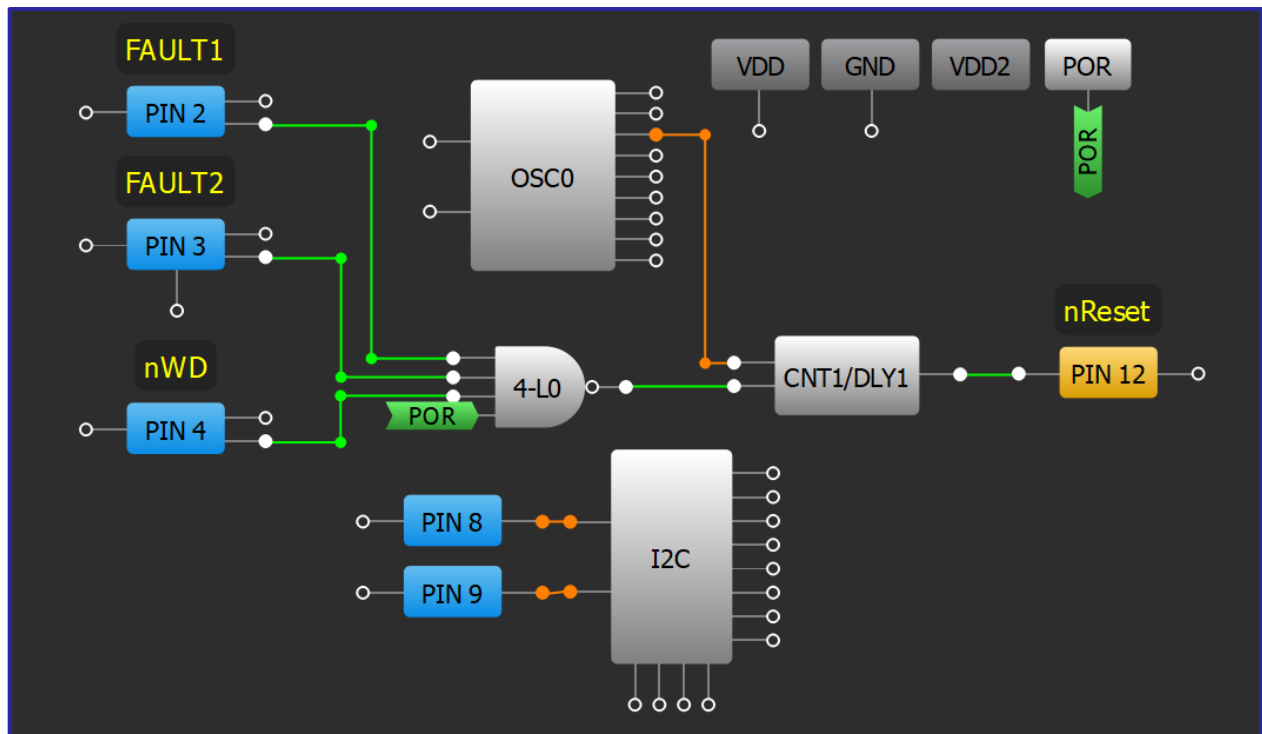 FAULT1
PIN 2
FAULT2
PIN 3
nWD
PIN 4
OSC0
VDD
GND
VDD2
POR
POR
4-L0
POR
CNT1/DLY1
nReset
PIN 12
PIN 8
PIN 9
I2C